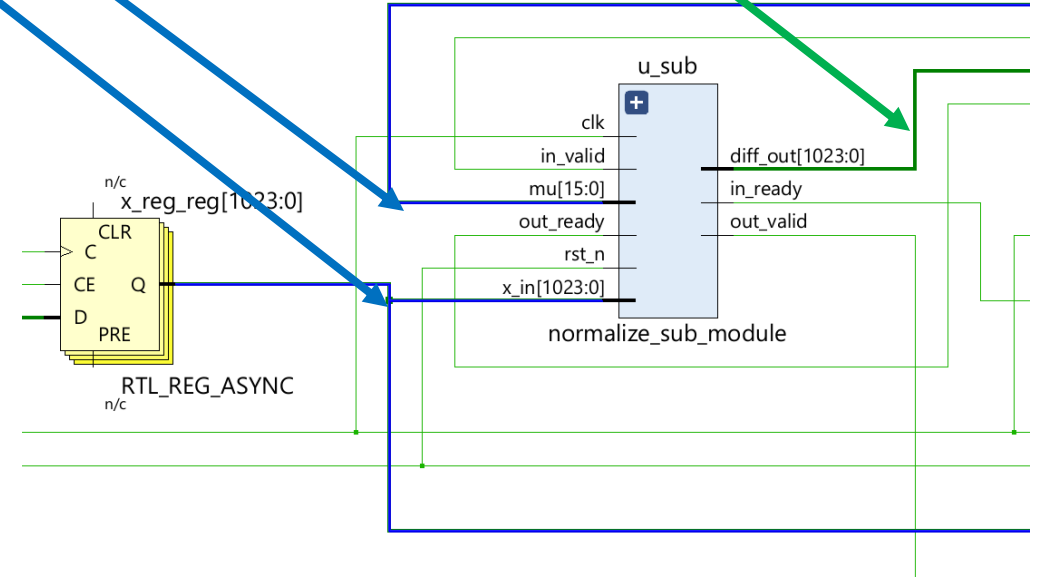 u_sub
clk
in_valid
diff_out[1023:0]
n/c
mu[15:0]
in_ready
x_reg_reg[1023:0]
out_ready
out_valid
CLR
C
rst_n
CE
Q
x_in[1023:0]
D
PRE
normalize_sub_module
RTL_REG_ASYNC
n/c